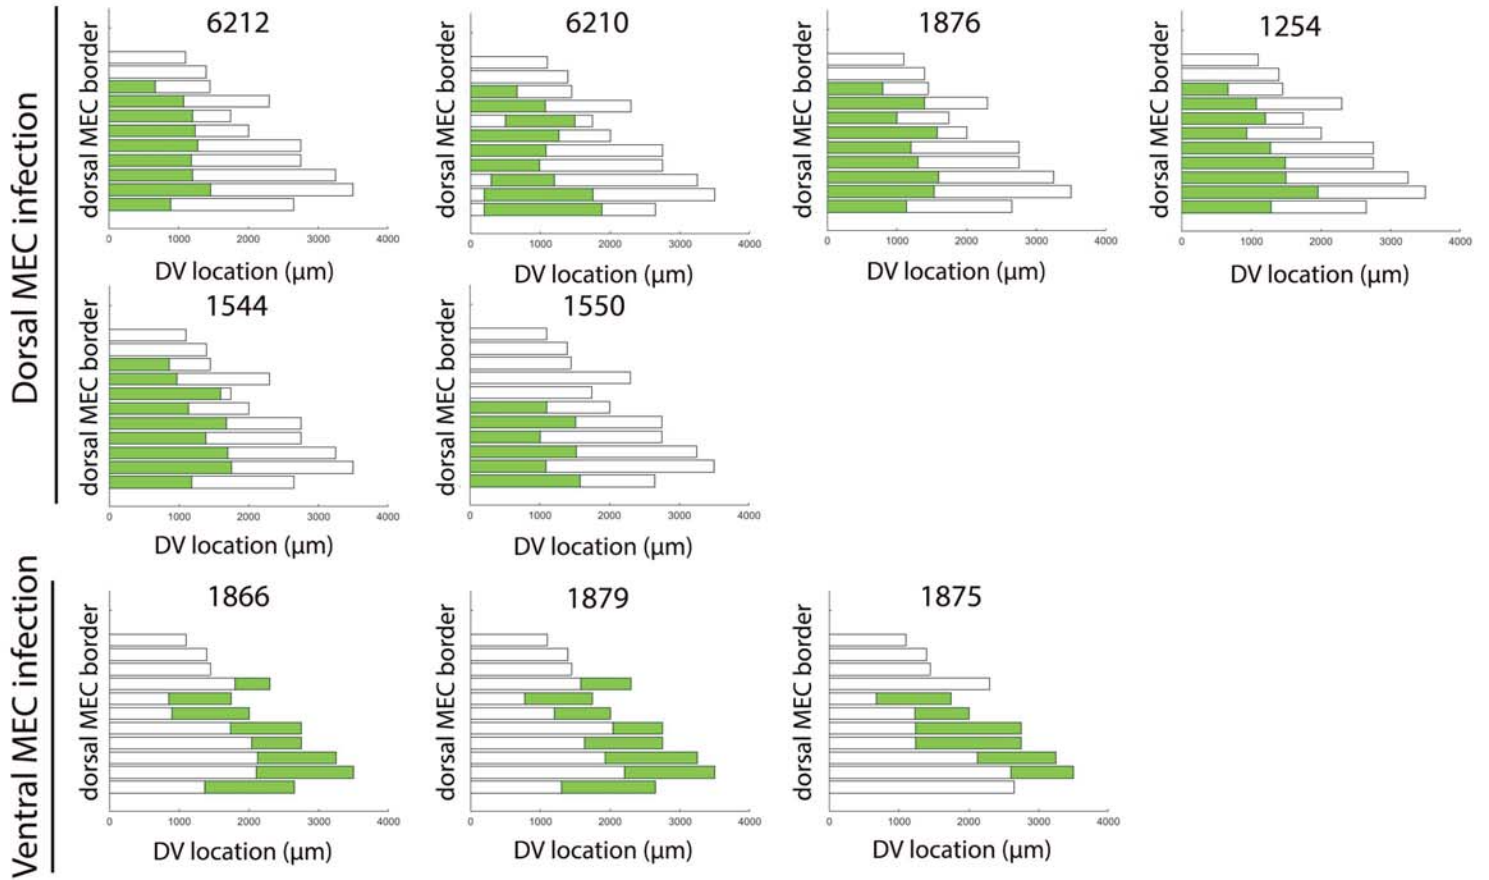 Dorsal MEC infection
6212
dorsal MEC border
0 1000 2000 3000 4000
DV location (µm)
6210
dorsal MEC border
0 1000 2000 3000 4000
DV location (µm)
1876
dorsal MEC border
0 1000 2000 3000 4000
DV location (µm)
1254
dorsal MEC border
0 1000 2000 3000 4000
DV location (µm)
1544
dorsal MEC border
0 1000 2000 3000 4000
DV location (µm)
1550
dorsal MEC border
0 1000 2000 3000 4000
DV location (µm)
Ventral MEC infection
1866
dorsal MEC border
0 1000 2000 3000 4000
DV location (µm)
1879
dorsal MEC border
0 1000 2000 3000 4000
DV location (µm)
1875
dorsal MEC border
0 1000 2000 3000 4000
DV location (µm)